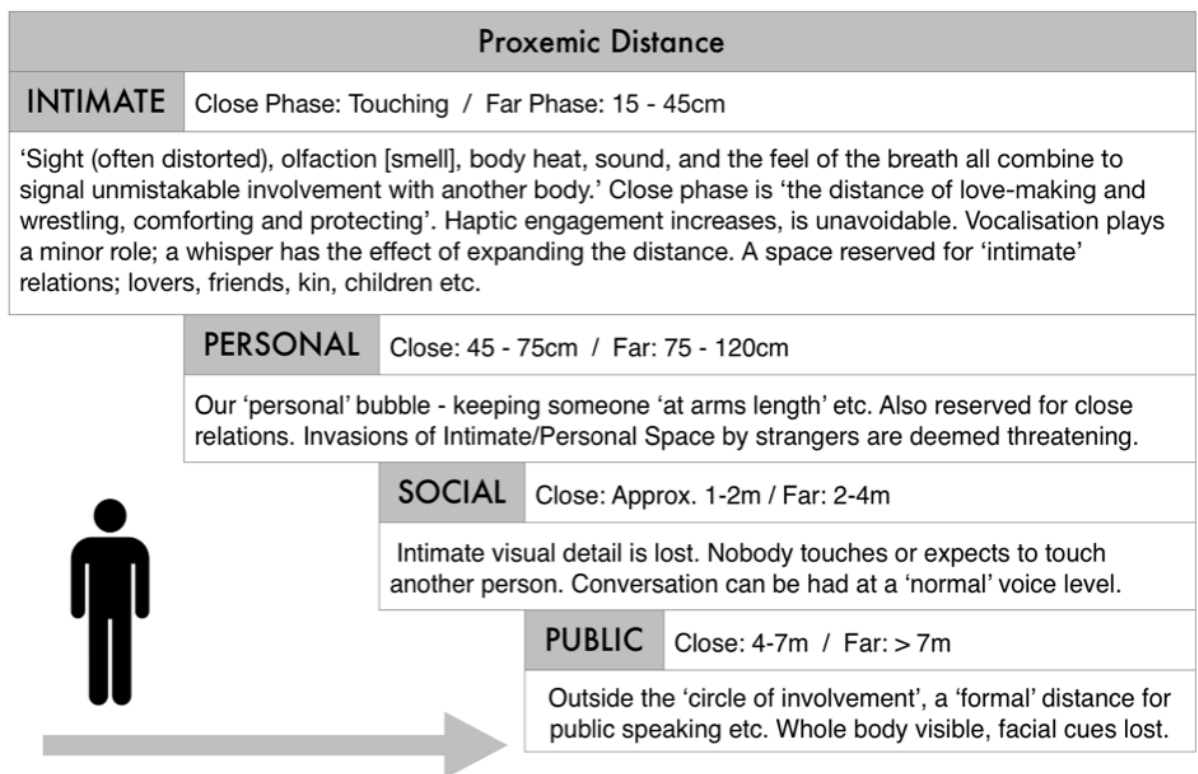 Proxemic Distance
INTIMATE Close Phase: Touching / Far Phase: 15 - 45cm
‘Sight (often distorted), olfaction [smell], body heat, sound, and the feel of the breath all combine to
signal unmistakable involvement with another body.’ Close phase is ‘the distance of love-making and
wrestling, comforting and protecting’. Haptic engagement increases, is unavoidable. Vocalisation plays
a minor role; a whisper has the effect of expanding the distance. A space reserved for ‘intimate’
relations; lovers, friends, kin, children etc.
PERSONAL Close: 45 - 75cm / Far: 75 - 120cm
Our ‘personal’ bubble - keeping someone ‘at arms length’ etc. Also reserved for close
relations. Invasions of Intimate/Personal Space by strangers are deemed threatening.
SOCIAL Close: Approx. 1-2m / Far: 2-4m
Intimate visual detail is lost. Nobody touches or expects to touch
another person. Conversation can be had at a ‘normal’ voice level.
PUBLIC Close: 4-7m / Far: > 7m
Outside the ‘circle of involvement’, a ‘formal’ distance for
public speaking etc. Whole body visible, facial cues lost.